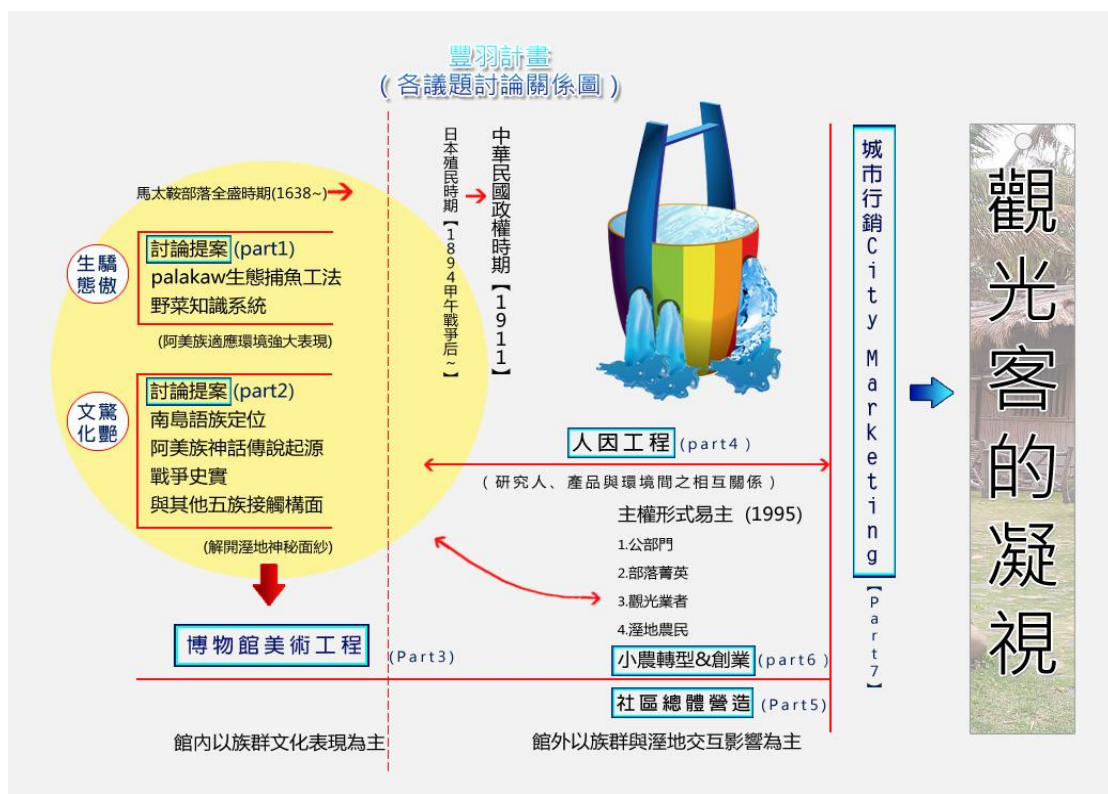 豐羽計畫
(各議題討論關係圖)
馬太鞍部落全盛時期(1638~)
日本殖民時期【1894甲午戰爭后~】
中華民國政權時期【1911】
生態
驕傲
討論提案(part1)
palakaw生態捕魚工法
野菜知識系統
(阿美族適應環境強大表現)
文化
驚艷
討論提案(part2)
南島語族定位
阿美族神話傳說起源
戰爭史實
與其他五族接觸構面
(解開溼地神秘面紗)
博物館美術工程(Part3)
人因工程(part4)
(研究人、產品與環境間之相互關係)
主權形式易主 (1995)
1.公部門
2.部落菁英
3.觀光業者
4.溼地農民
小農轉型&創業(part6)
社區總體營造(Part5)
館內以族群文化表現為主
館外以族群與溼地交互影響為主
城市行銷City Marketing【Part7】
觀光客的凝視